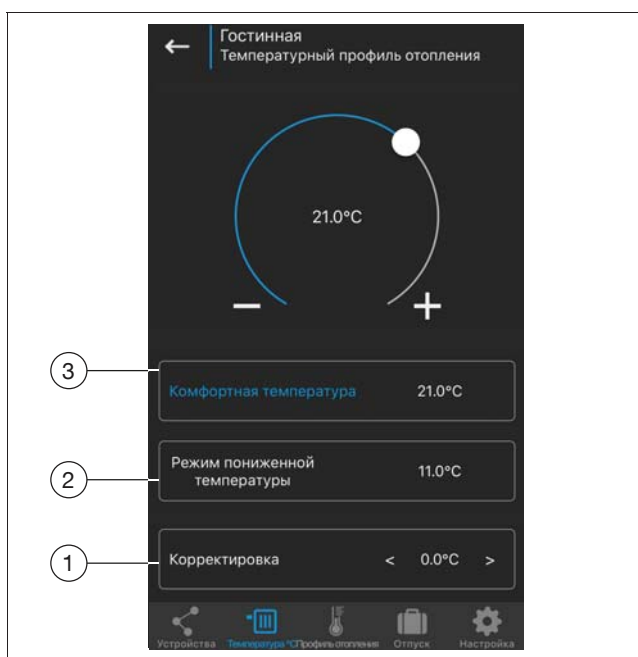 Гостинная
Температурный профиль отопления
21.0°C
3
Комфортная температура 21.0°C
2
Режим пониженной
температуры 11.0°C
1
Корректировка < 0.0°C >
Устройства Температура °C Профиль отопления Отпуск Настройка